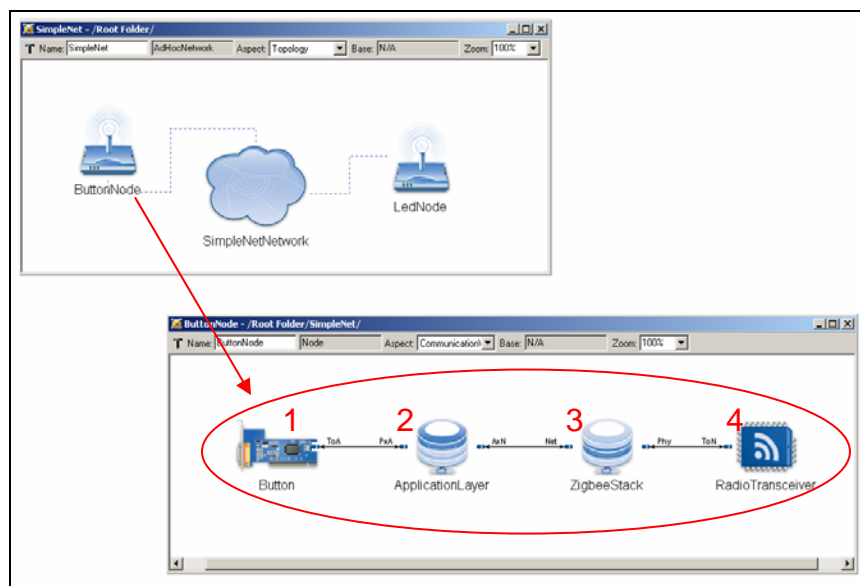 SimpleNet - /Root Folder/
Name: SimpleNet AdHocNetwork Aspect: Topology Base: N/A Zoom: 100%
ButtonNode
LedNode
SimpleNetNetwork
ButtonNode - /Root Folder/SimpleNet/
Name: ButtonNode Node Aspect: Communication Base: N/A Zoom: 100%
1 2 3 4
ToA PxA AxN Net Phy ToN
Button ApplicationLayer ZigbeeStack RadioTransceiver